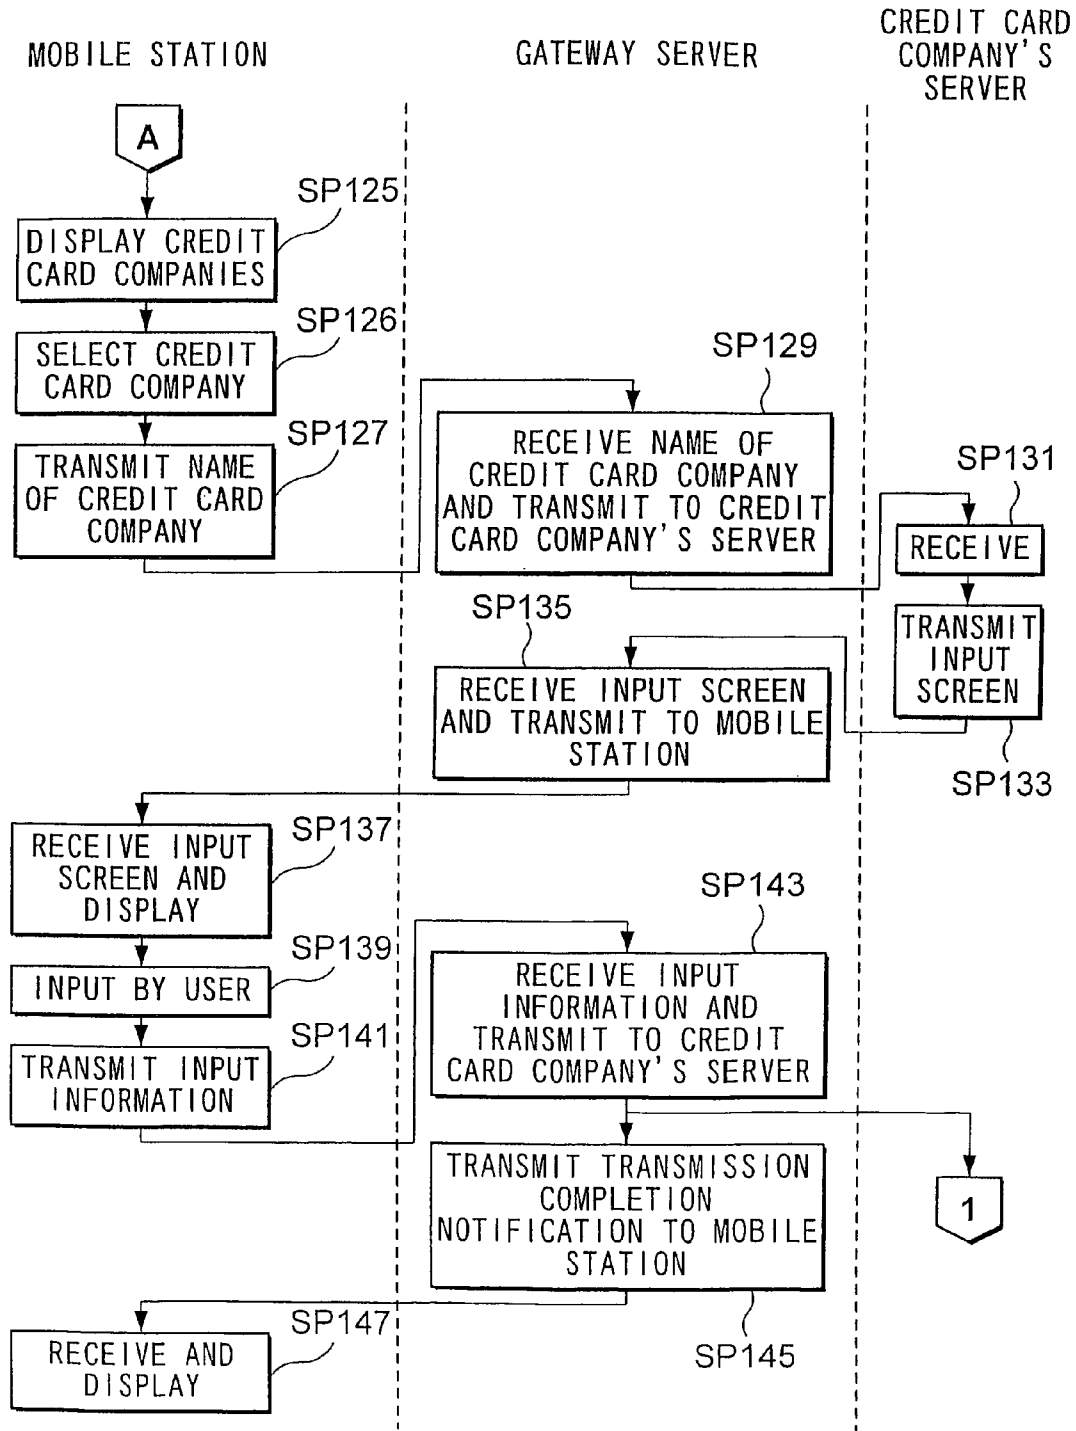 MOBILE STATION
GATEWAY SERVER
CREDIT CARD
COMPANY'S
SERVER
A
SP125
DISPLAY CREDIT
CARD COMPANIES
SP126
SELECT CREDIT
CARD COMPANY
SP127
TRANSMIT NAME
OF CREDIT CARD
COMPANY
SP129
RECEIVE NAME OF
CREDIT CARD COMPANY
AND TRANSMIT TO CREDIT
CARD COMPANY'S SERVER
SP131
RECEIVE
TRANSMIT
INPUT
SCREEN
SP133
SP135
RECEIVE INPUT SCREEN
AND TRANSMIT TO MOBILE
STATION
SP137
RECEIVE INPUT
SCREEN AND
DISPLAY
SP139
INPUT BY USER
SP141
TRANSMIT INPUT
INFORMATION
SP143
RECEIVE INPUT
INFORMATION AND
TRANSMIT TO CREDIT
CARD COMPANY'S SERVER
TRANSMIT TRANSMISSION
COMPLETION
NOTIFICATION TO MOBILE
STATION
SP145
1
SP147
RECEIVE AND
DISPLAY